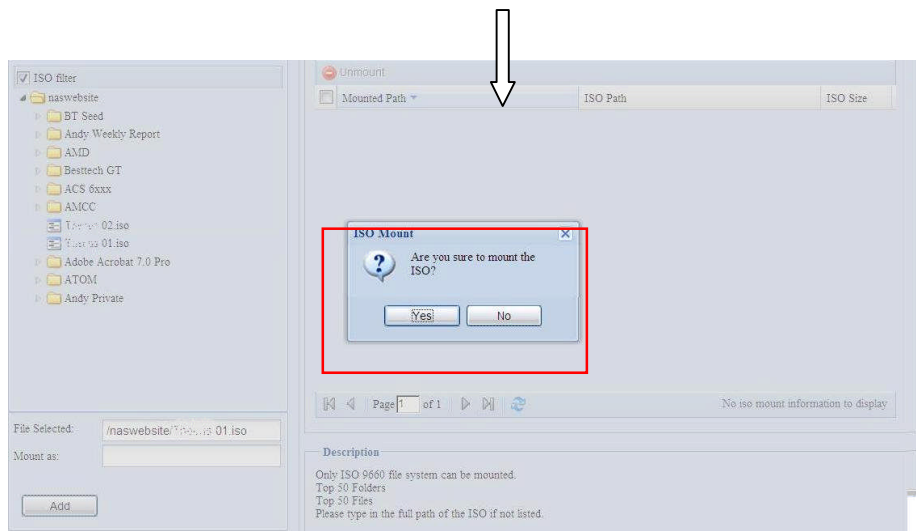 ISO filter
naswebsite
BT Seed
Andy Weekly Report
AMD
Besttech GT
ACS 6xxx
AMCC
02.iso
01.iso
Adobe Acrobat 7.0 Pro
ATOM
Andy Private
File Selected: /naswebsite/ 01.iso
Mount as:
Add
Unmount
Mounted Path ISO Path ISO Size
ISO Mount
Are you sure to mount the
ISO?
Yes No
Page 1 of 1 No iso mount information to display
Description
Only ISO 9660 file system can be mounted.
Top 50 Folders
Top 50 Files
Please type in the full path of the ISO if not listed.